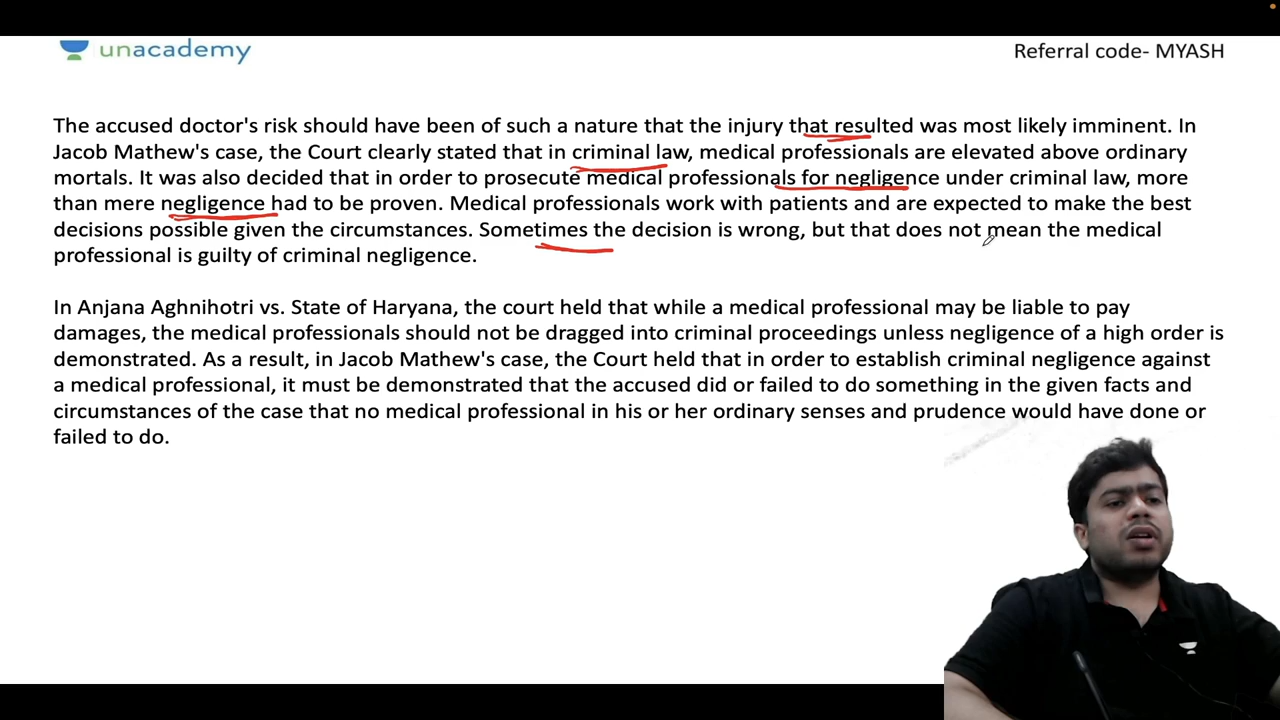 unacademy
Referral code- MYASH
The accused doctor's risk should have been of such a nature that the injury that resulted was most likely imminent. In
Jacob Mathew's case, the Court clearly stated that in criminal law, medical professionals are elevated above ordinary
mortals. It was also decided that in order to prosecute medical professionals for negligence under criminal law, more
than mere negligence had to be proven. Medical professionals work with patients and are expected to make the best
decisions possible given the circumstances. Sometimes the decision is wrong, but that does not mean the medical
professional is guilty of criminal negligence.
In Anjana Aghnihotri vs. State of Haryana, the court held that while a medical professional may be liable to pay
damages, the medical professionals should not be dragged into criminal proceedings unless negligence of a high order is
demonstrated. As a result, in Jacob Mathew's case, the Court held that in order to establish criminal negligence against
a medical professional, it must be demonstrated that the accused did or failed to do something in the given facts and
circumstances of the case that no medical professional in his or her ordinary senses and prudence would have done or
failed to do.